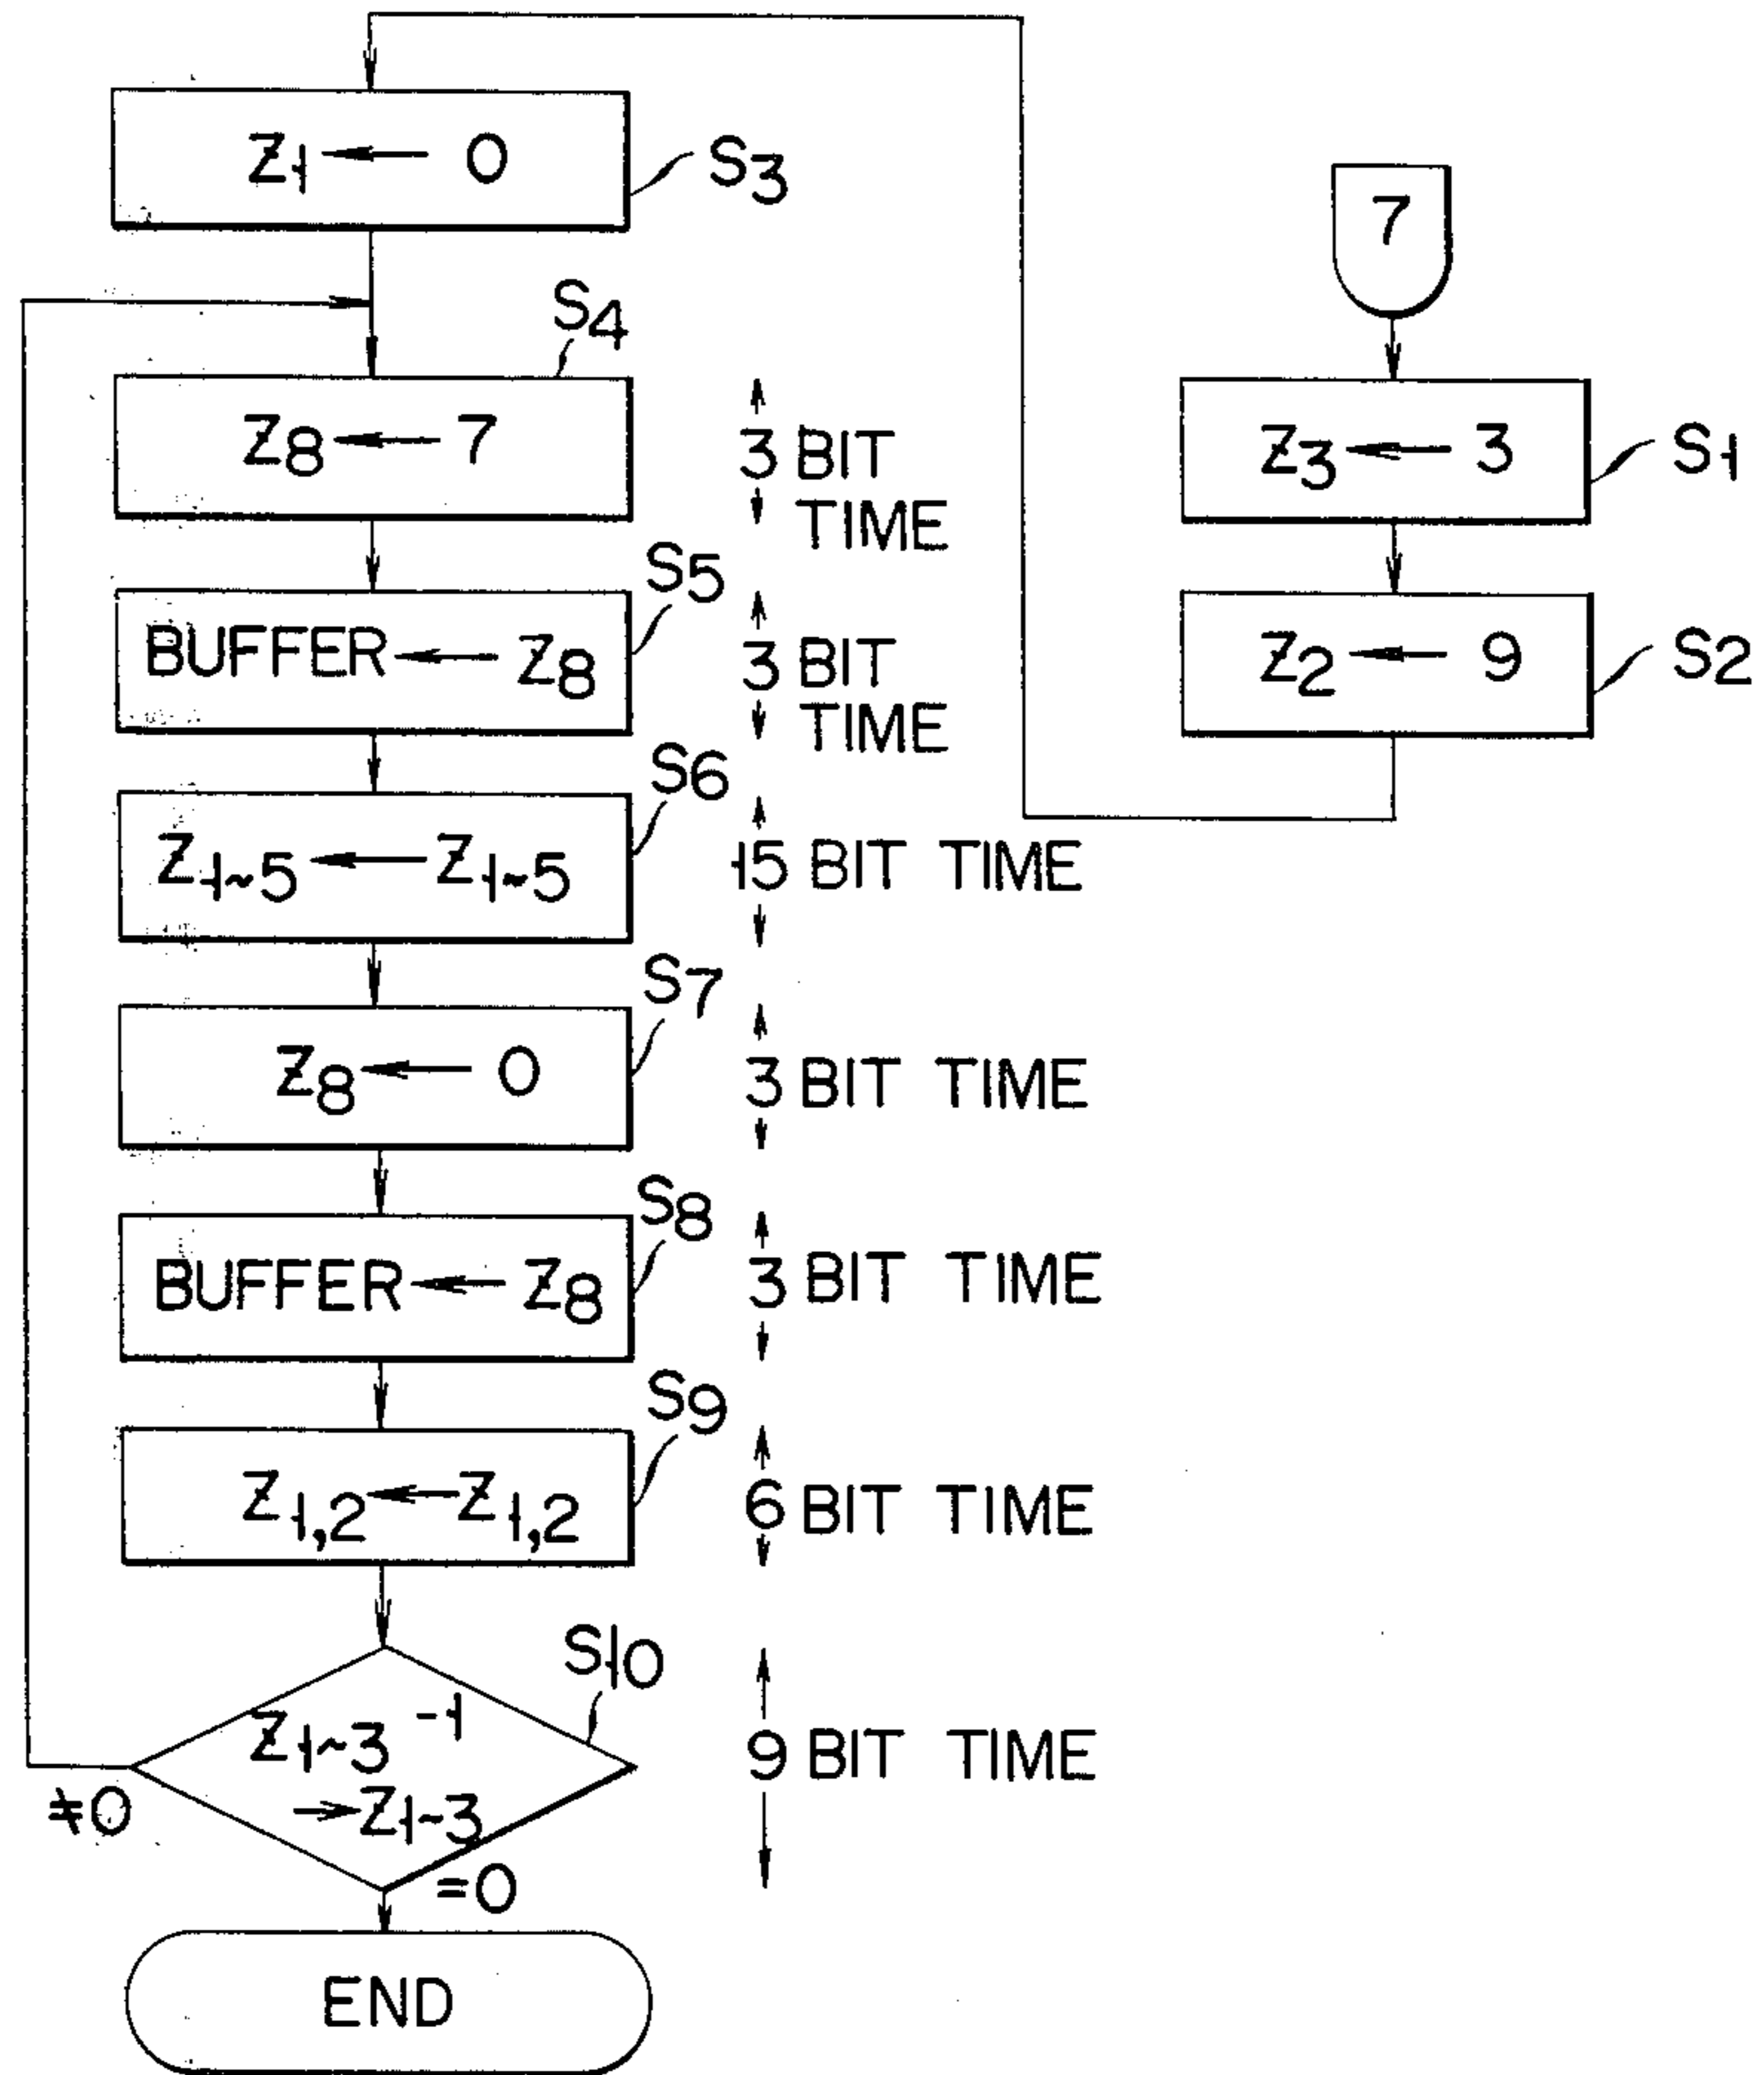 7
Z3 ← 3
S1
Z2 ← 9
S2
Z1 ← 0
S3
S4
Z8 ← 7
3 BIT
TIME
S5
BUFFER ← Z8
3 BIT
TIME
S6
Z1~5 ← Z1~5
15 BIT TIME
S7
Z8 ← 0
3 BIT TIME
S8
BUFFER ← Z8
3 BIT TIME
S9
Z1,2 ← Z1,2
6 BIT TIME
S10
Z1~3 -1
→ Z1~3
9 BIT TIME
≠0
=0
END